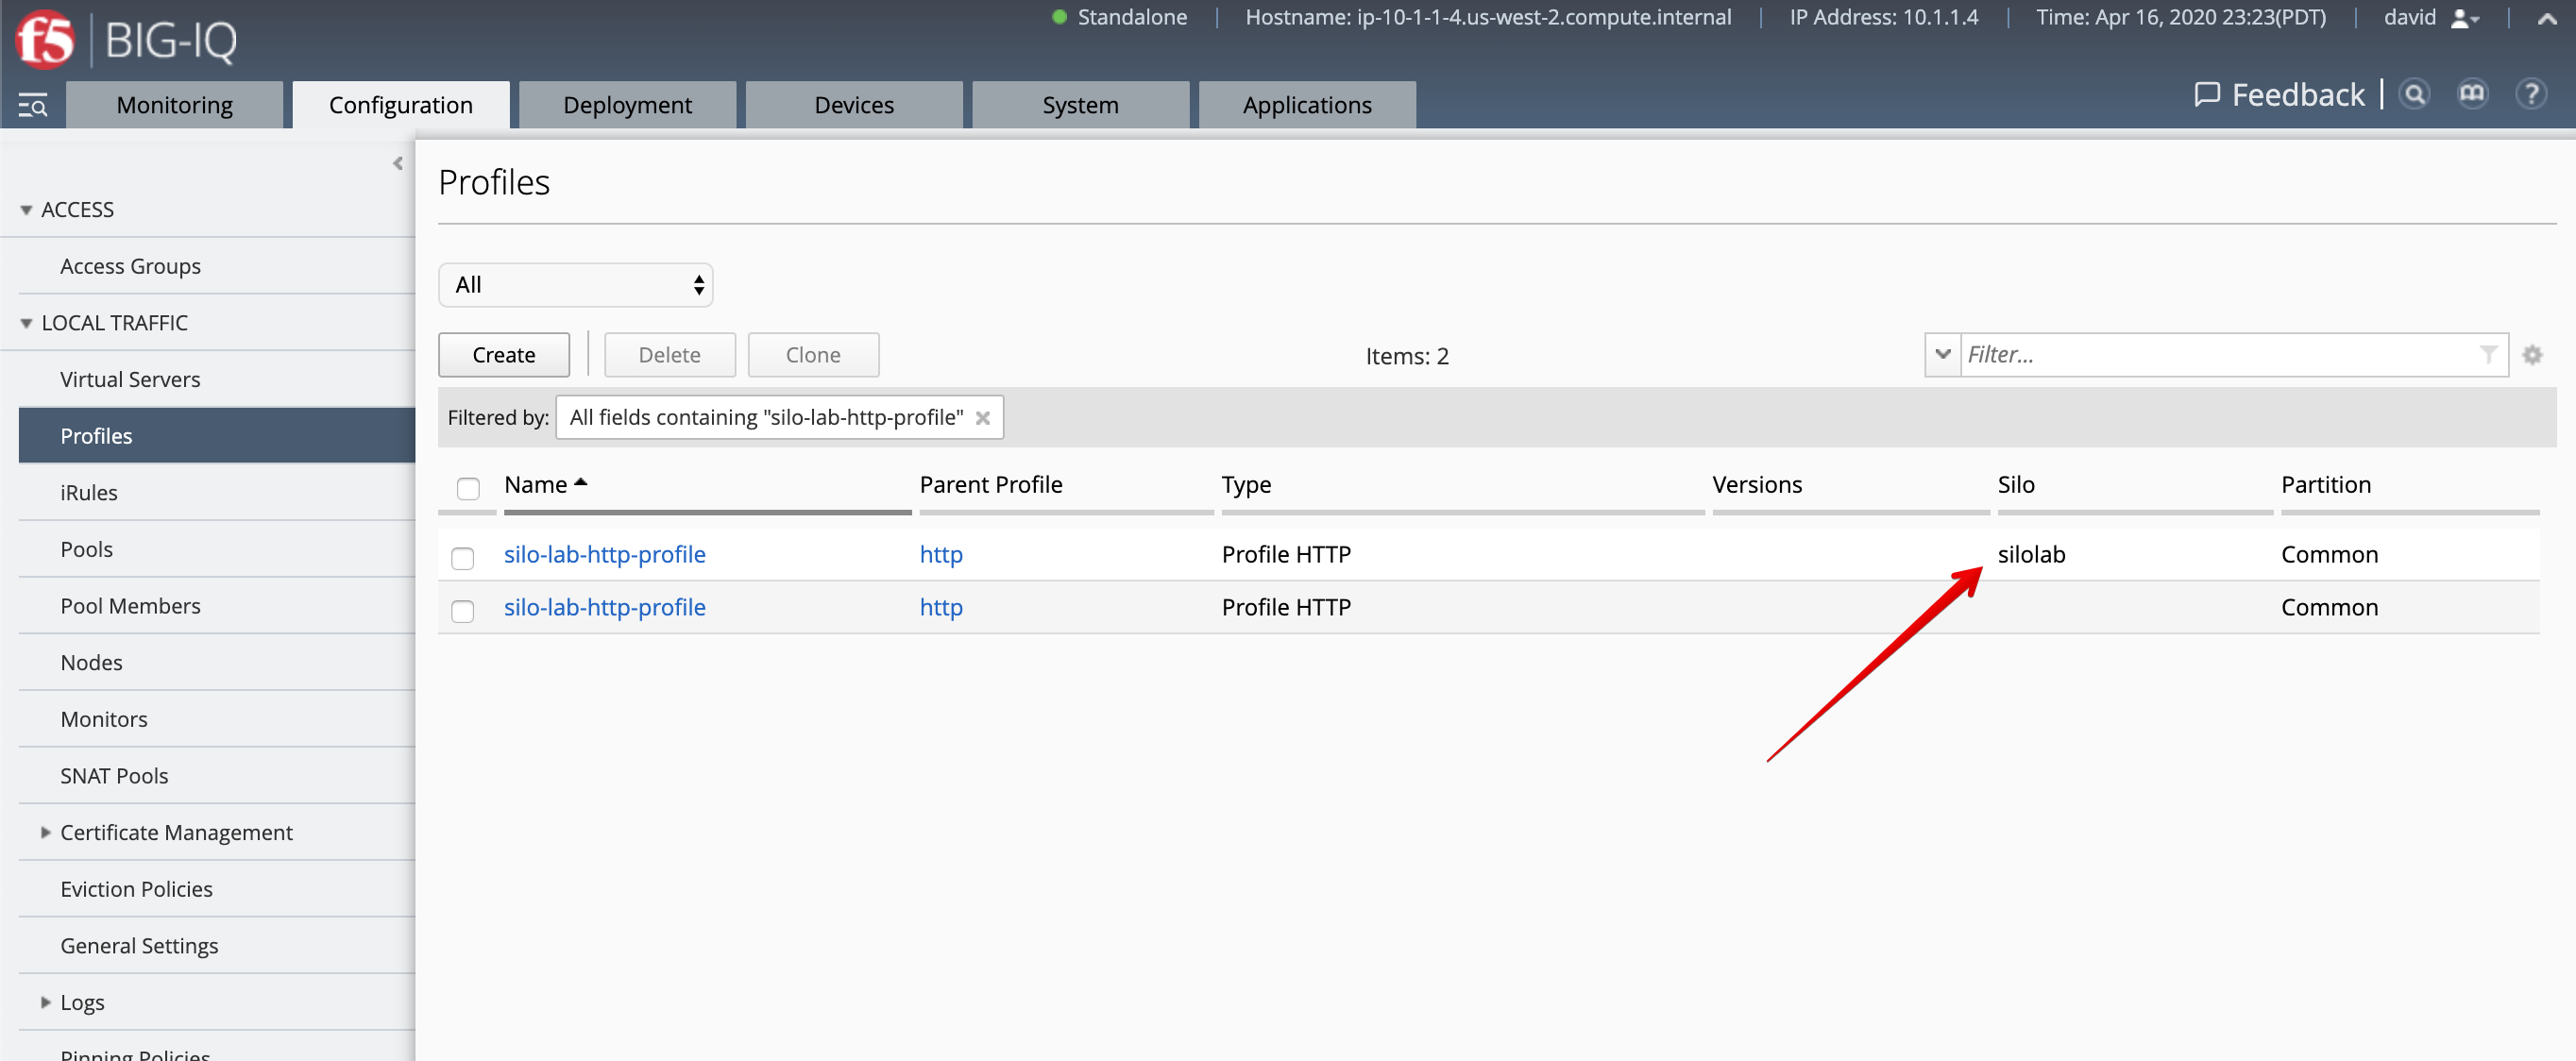 Standalone | Hostname: ip-10-1-1-4.us-west-2.compute.internal | IP Address: 10.1.1.4 | Time: Apr 16, 2020 23:23(PDT) | david
f5 BIG-IQ
Monitoring Configuration Deployment Devices System Applications
Feedback | ?
Profiles
ACCESS
Access Groups
LOCAL TRAFFIC
Virtual Servers
Profiles
iRules
Pools
Pool Members
Nodes
Monitors
SNAT Pools
Certificate Management
Eviction Policies
General Settings
Logs
Pinning Policies
All
Create Delete Clone Items: 2 Filter...
Filtered by: All fields containing "silo-lab-http-profile" ×
Name Parent Profile Type Versions Silo Partition
silo-lab-http-profile http Profile HTTP silolab Common
silo-lab-http-profile http Profile HTTP Common